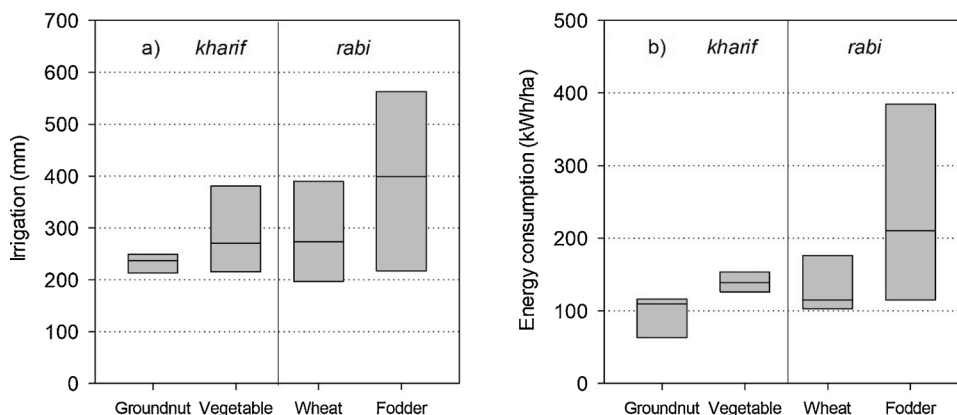 a) kharif rabi
Irrigation (mm)
700
600
500
400
300
200
100
0
Groundnut Vegetable Wheat Fodder
b) kharif rabi
Energy consumption (kWh/ha)
500
400
300
200
100
0
Groundnut Vegetable Wheat Fodder